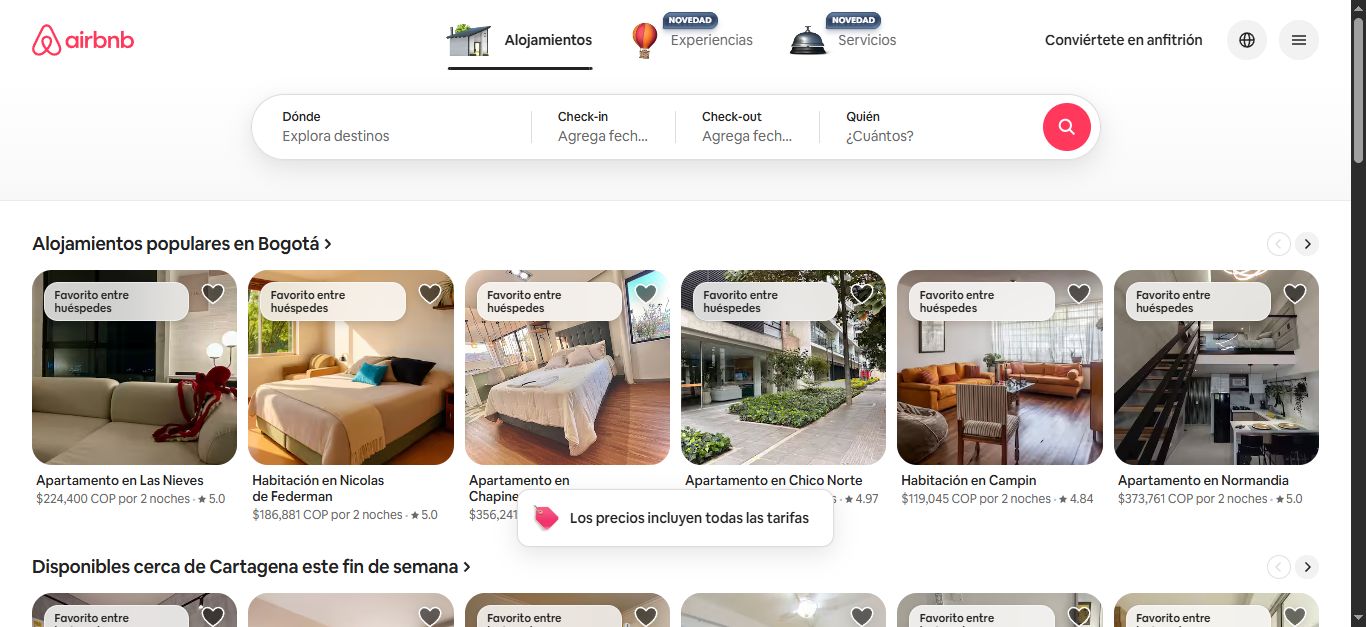 airbnb
Alojamientos
NOVEDAD
Experiencias
NOVEDAD
Servicios
Conviértete en anfitrión
Dónde
Explora destinos
Check-in
Agrega fech...
Check-out
Agrega fech...
Quién
¿Cuántos?
Alojamientos populares en Bogotá
Favorito entre
huéspedes
Favorito entre
huéspedes
Favorito entre
huéspedes
Favorito entre
huéspedes
Favorito entre
huéspedes
Favorito entre
huéspedes
Apartamento en Las Nieves
$224,400 COP por 2 noches · ★ 5.0
Habitación en Nicolas
de Federman
$186,881 COP por 2 noches · ★ 5.0
Apartamento en
Chapine
$356,241
Apartamento en Chico Norte
s · ★ 4.97
Habitación en Campin
$119,045 COP por 2 noches · ★ 4.84
Apartamento en Normandia
$373,761 COP por 2 noches · ★ 5.0
Los precios incluyen todas las tarifas
Disponibles cerca de Cartagena este fin de semana
Favorito entre
Favorito entre
Favorito entre
Favorito entre